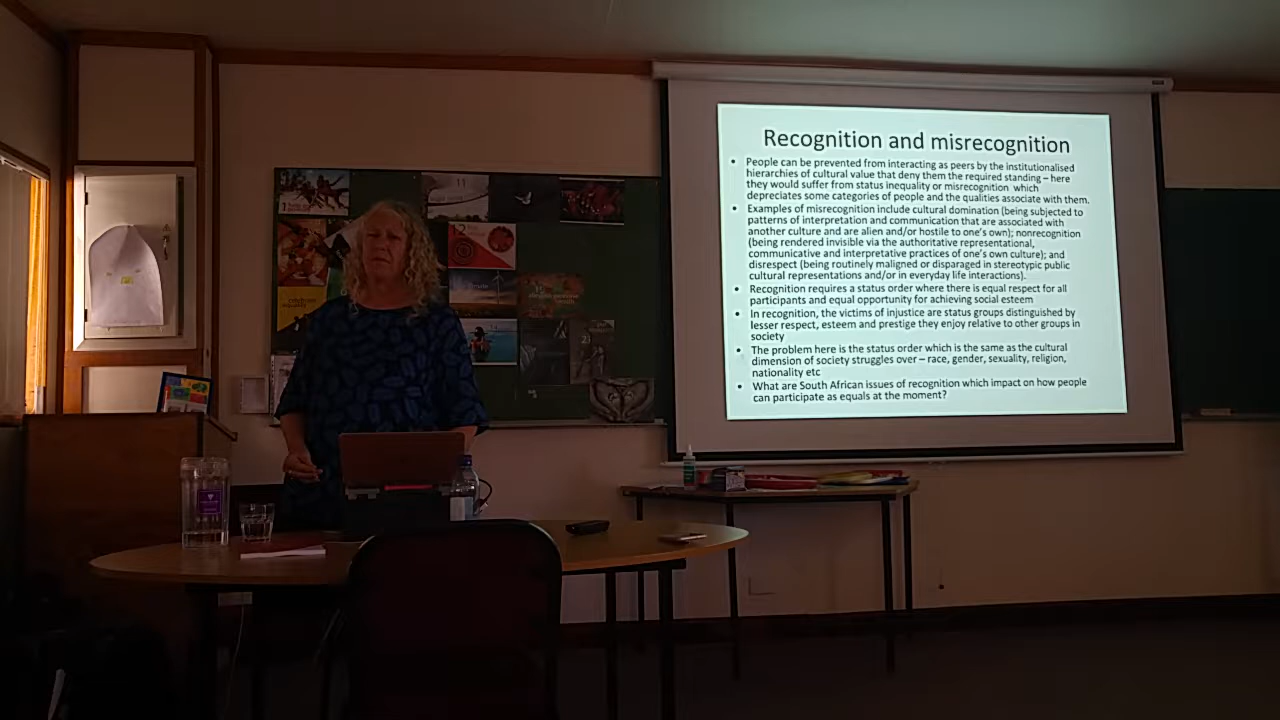 Recognition and misrecognition
• People can be prevented from interacting as peers by the institutionalised
hierarchies of cultural value that deny them the required standing – here
they would suffer from status inequality or misrecognition which
depreciates some categories of people and the qualities associate with them.
• Examples of misrecognition include cultural domination (being subjected to
patterns of interpretation and communication that are associated with
another culture and are alien and/or hostile to one's own); nonrecognition
(being rendered invisible via the authoritative representational,
communicative and interpretative practices of one's own culture); and
disrespect (being routinely maligned or disparaged in stereotypic public
cultural representations and/or in everyday life interactions).
• Recognition requires a status order where there is equal respect for all
participants and equal opportunity for achieving social esteem
• In recognition, the victims of injustice are status groups distinguished by
lesser respect, esteem and prestige they enjoy relative to other groups in
society
• The problem here is the status order which is the same as the cultural
dimension of society struggles over – race, gender, sexuality, religion,
nationality etc
• What are South African issues of recognition which impact on how people
can participate as equals at the moment?
11
12
14